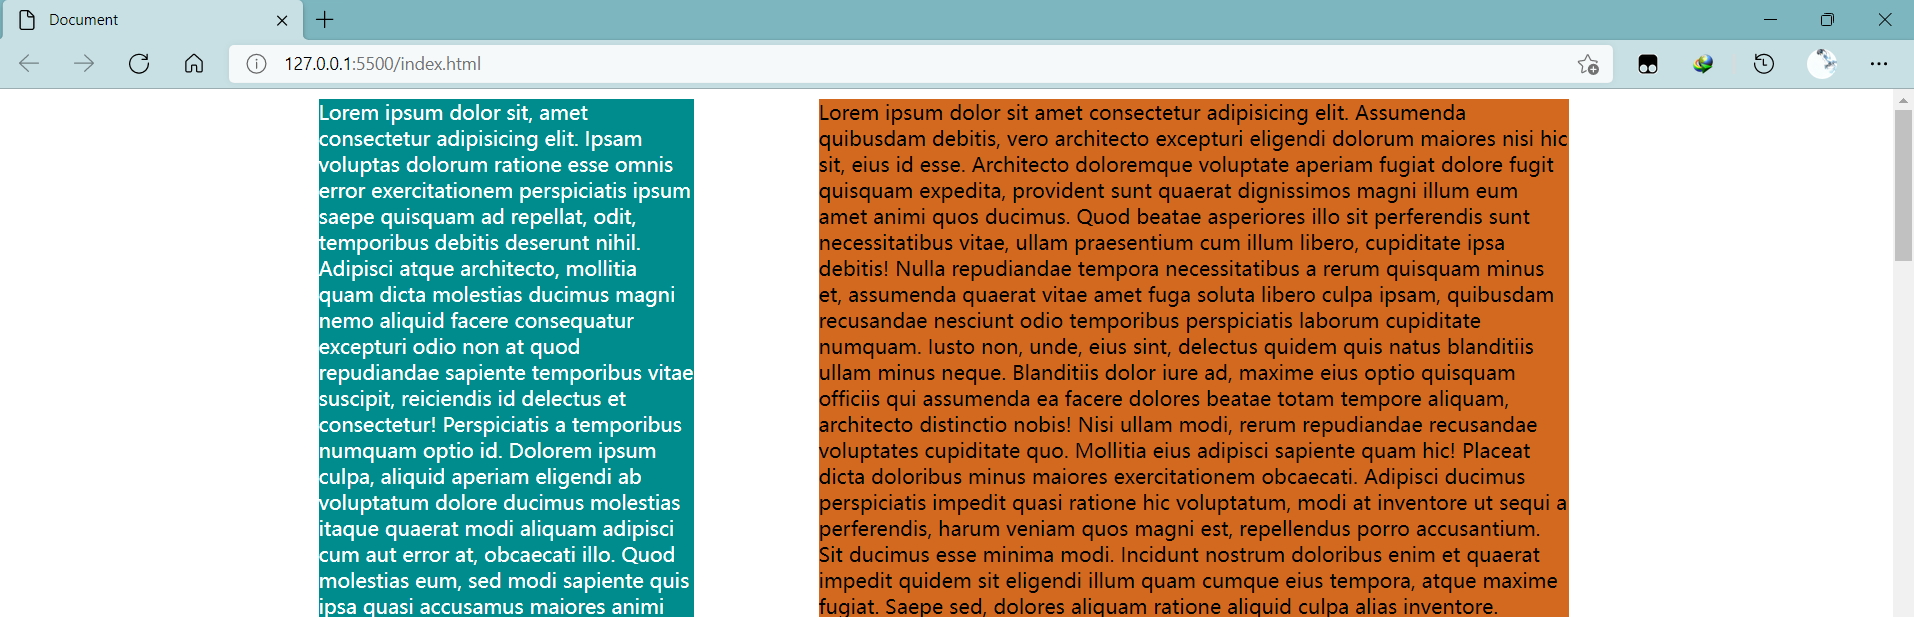 Document
127.0.0.1:5500/index.html
Lorem ipsum dolor sit, amet
consectetur adipisicing elit. Ipsam
voluptas dolorum ratione esse omnis
error exercitationem perspiciatis ipsum
saepe quisquam ad repellat, odit,
temporibus debitis deserunt nihil.
Adipisci atque architecto, mollitia
quam dicta molestias ducimus magni
nemo aliquid facere consequatur
excepturi odio non at quod
repudiandae sapiente temporibus vitae
suscipit, reiciendis id delectus et
consectetur! Perspiciatis a temporibus
numquam optio id. Dolorem ipsum
culpa, aliquid aperiam eligendi ab
voluptatum dolore ducimus molestias
itaque quaerat modi aliquam adipisci
cum aut error at, obcaecati illo. Quod
molestias eum, sed modi sapiente quis
ipsa quasi accusamus maiores animi
Lorem ipsum dolor sit amet consectetur adipisicing elit. Assumenda
quibusdam debitis, vero architecto excepturi eligendi dolorum maiores nisi hic
sit, eius id esse. Architecto doloremque voluptate aperiam fugiat dolore fugit
quisquam expedita, provident sunt quaerat dignissimos magni illum eum
amet animi quos ducimus. Quod beatae asperiores illo sit perferendis sunt
necessitatibus vitae, ullam praesentium cum illum libero, cupiditate ipsa
debitis! Nulla repudiandae tempora necessitatibus a rerum quisquam minus
et, assumenda quaerat vitae amet fuga soluta libero culpa ipsam, quibusdam
recusandae nesciunt odio temporibus perspiciatis laborum cupiditate
numquam. Iusto non, unde, eius sint, delectus quidem quis natus blanditiis
ullam minus neque. Blanditiis dolor iure ad, maxime eius optio quisquam
officiis qui assumenda ea facere dolores beatae totam tempore aliquam,
architecto distinctio nobis! Nisi ullam modi, rerum repudiandae recusandae
voluptates cupiditate quo. Mollitia eius adipisci sapiente quam hic! Placeat
dicta doloribus minus maiores exercitationem obcaecati. Adipisci ducimus
perspiciatis impedit quasi ratione hic voluptatum, modi at inventore ut sequi a
perferendis, harum veniam quos magni est, repellendus porro accusantium.
Sit ducimus esse minima modi. Incidunt nostrum doloribus enim et quaerat
impedit quidem sit eligendi illum quam cumque eius tempora, atque maxime
fugiat. Saepe sed, dolores aliquam ratione aliquid culpa alias inventore.